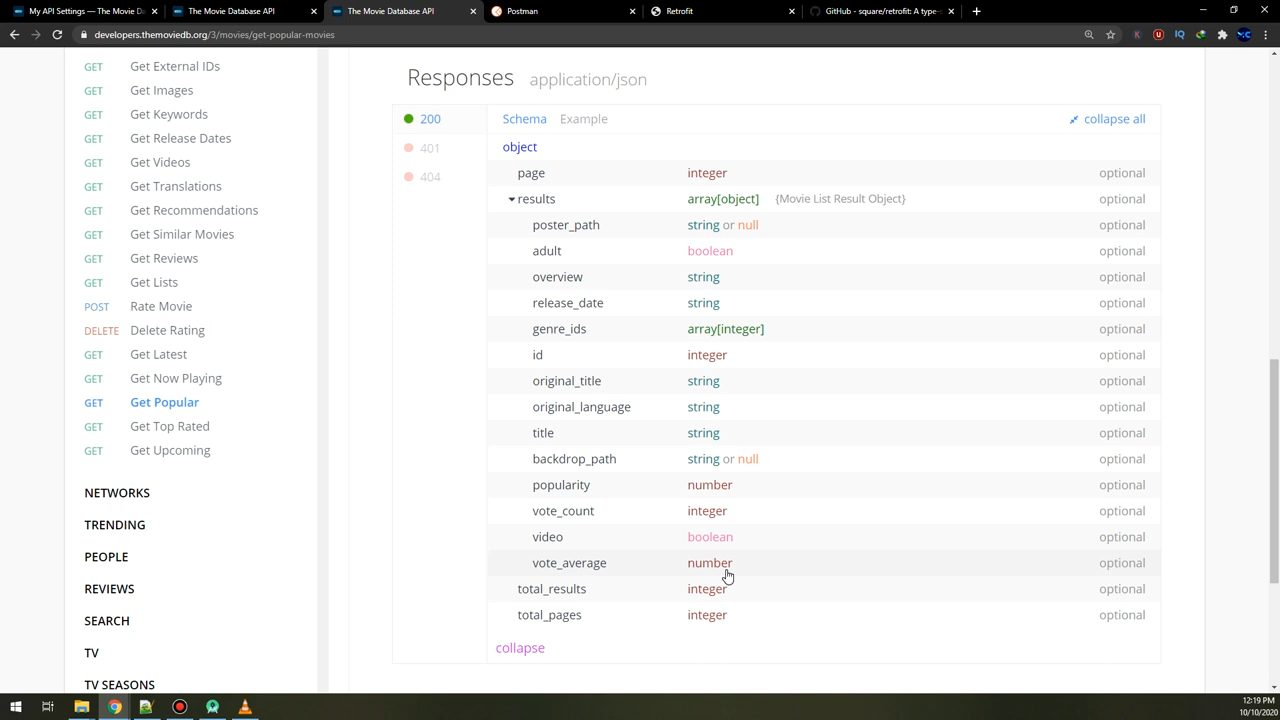 My API Settings — The Movie D
The Movie Database API
The Movie Database API
Postman
Retrofit
GitHub - square/retrofit: A type-
developers.themoviedb.org/3/movies/get-popular-movies
GET Get External IDs
GET Get Images
GET Get Keywords
GET Get Release Dates
GET Get Videos
GET Get Translations
GET Get Recommendations
GET Get Similar Movies
GET Get Reviews
GET Get Lists
POST Rate Movie
DELETE Delete Rating
GET Get Latest
GET Get Now Playing
GET Get Popular
GET Get Top Rated
GET Get Upcoming
NETWORKS
TRENDING
PEOPLE
REVIEWS
SEARCH
TV
TV SEASONS
Responses application/json
200
401
404
Schema Example collapse all
object
page integer optional
results array[object] {Movie List Result Object} optional
poster_path string or null optional
adult boolean optional
overview string optional
release_date string optional
genre_ids array[integer] optional
id integer optional
original_title string optional
original_language string optional
title string optional
backdrop_path string or null optional
popularity number optional
vote_count integer optional
video boolean optional
vote_average number optional
total_results integer optional
total_pages integer optional
collapse
12:19 PM
10/10/2020